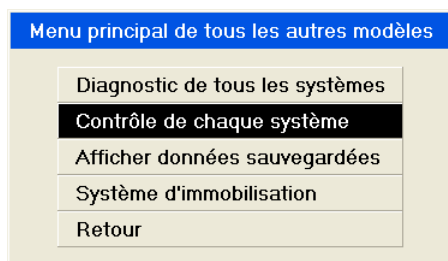 Menu principal de tous les autres modèles
Diagnostic de tous les systèmes
Contrôle de chaque système
Afficher données sauvegardées
Système d'immobilisation
Retour